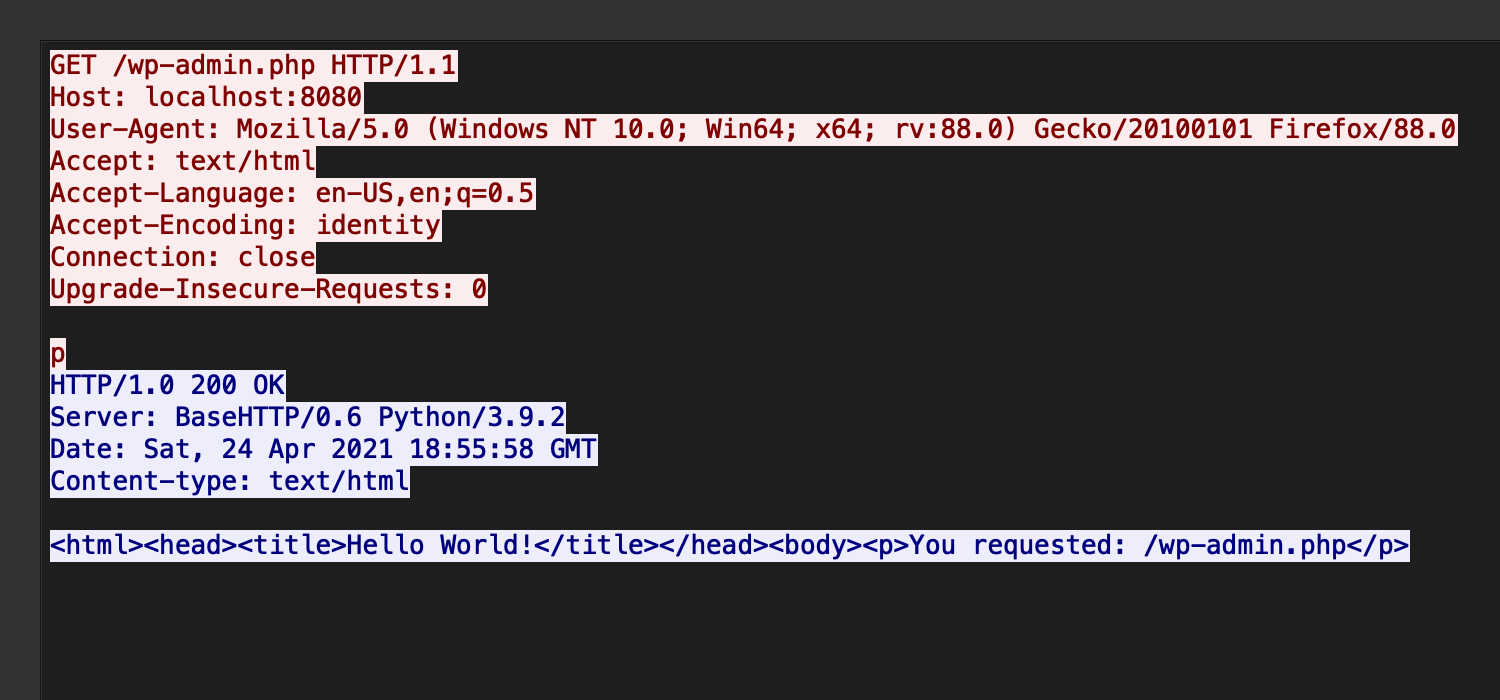 GET /wp-admin.php HTTP/1.1
Host: localhost:8080
User-Agent: Mozilla/5.0 (Windows NT 10.0; Win64; x64; rv:88.0) Gecko/20100101 Firefox/88.0
Accept: text/html
Accept-Language: en-US,en;q=0.5
Accept-Encoding: identity
Connection: close
Upgrade-Insecure-Requests: 0
p
HTTP/1.0 200 OK
Server: BaseHTTP/0.6 Python/3.9.2
Date: Sat, 24 Apr 2021 18:55:58 GMT
Content-type: text/html
<html><head><title>Hello World!</title></head><body><p>You requested: /wp-admin.php</p>